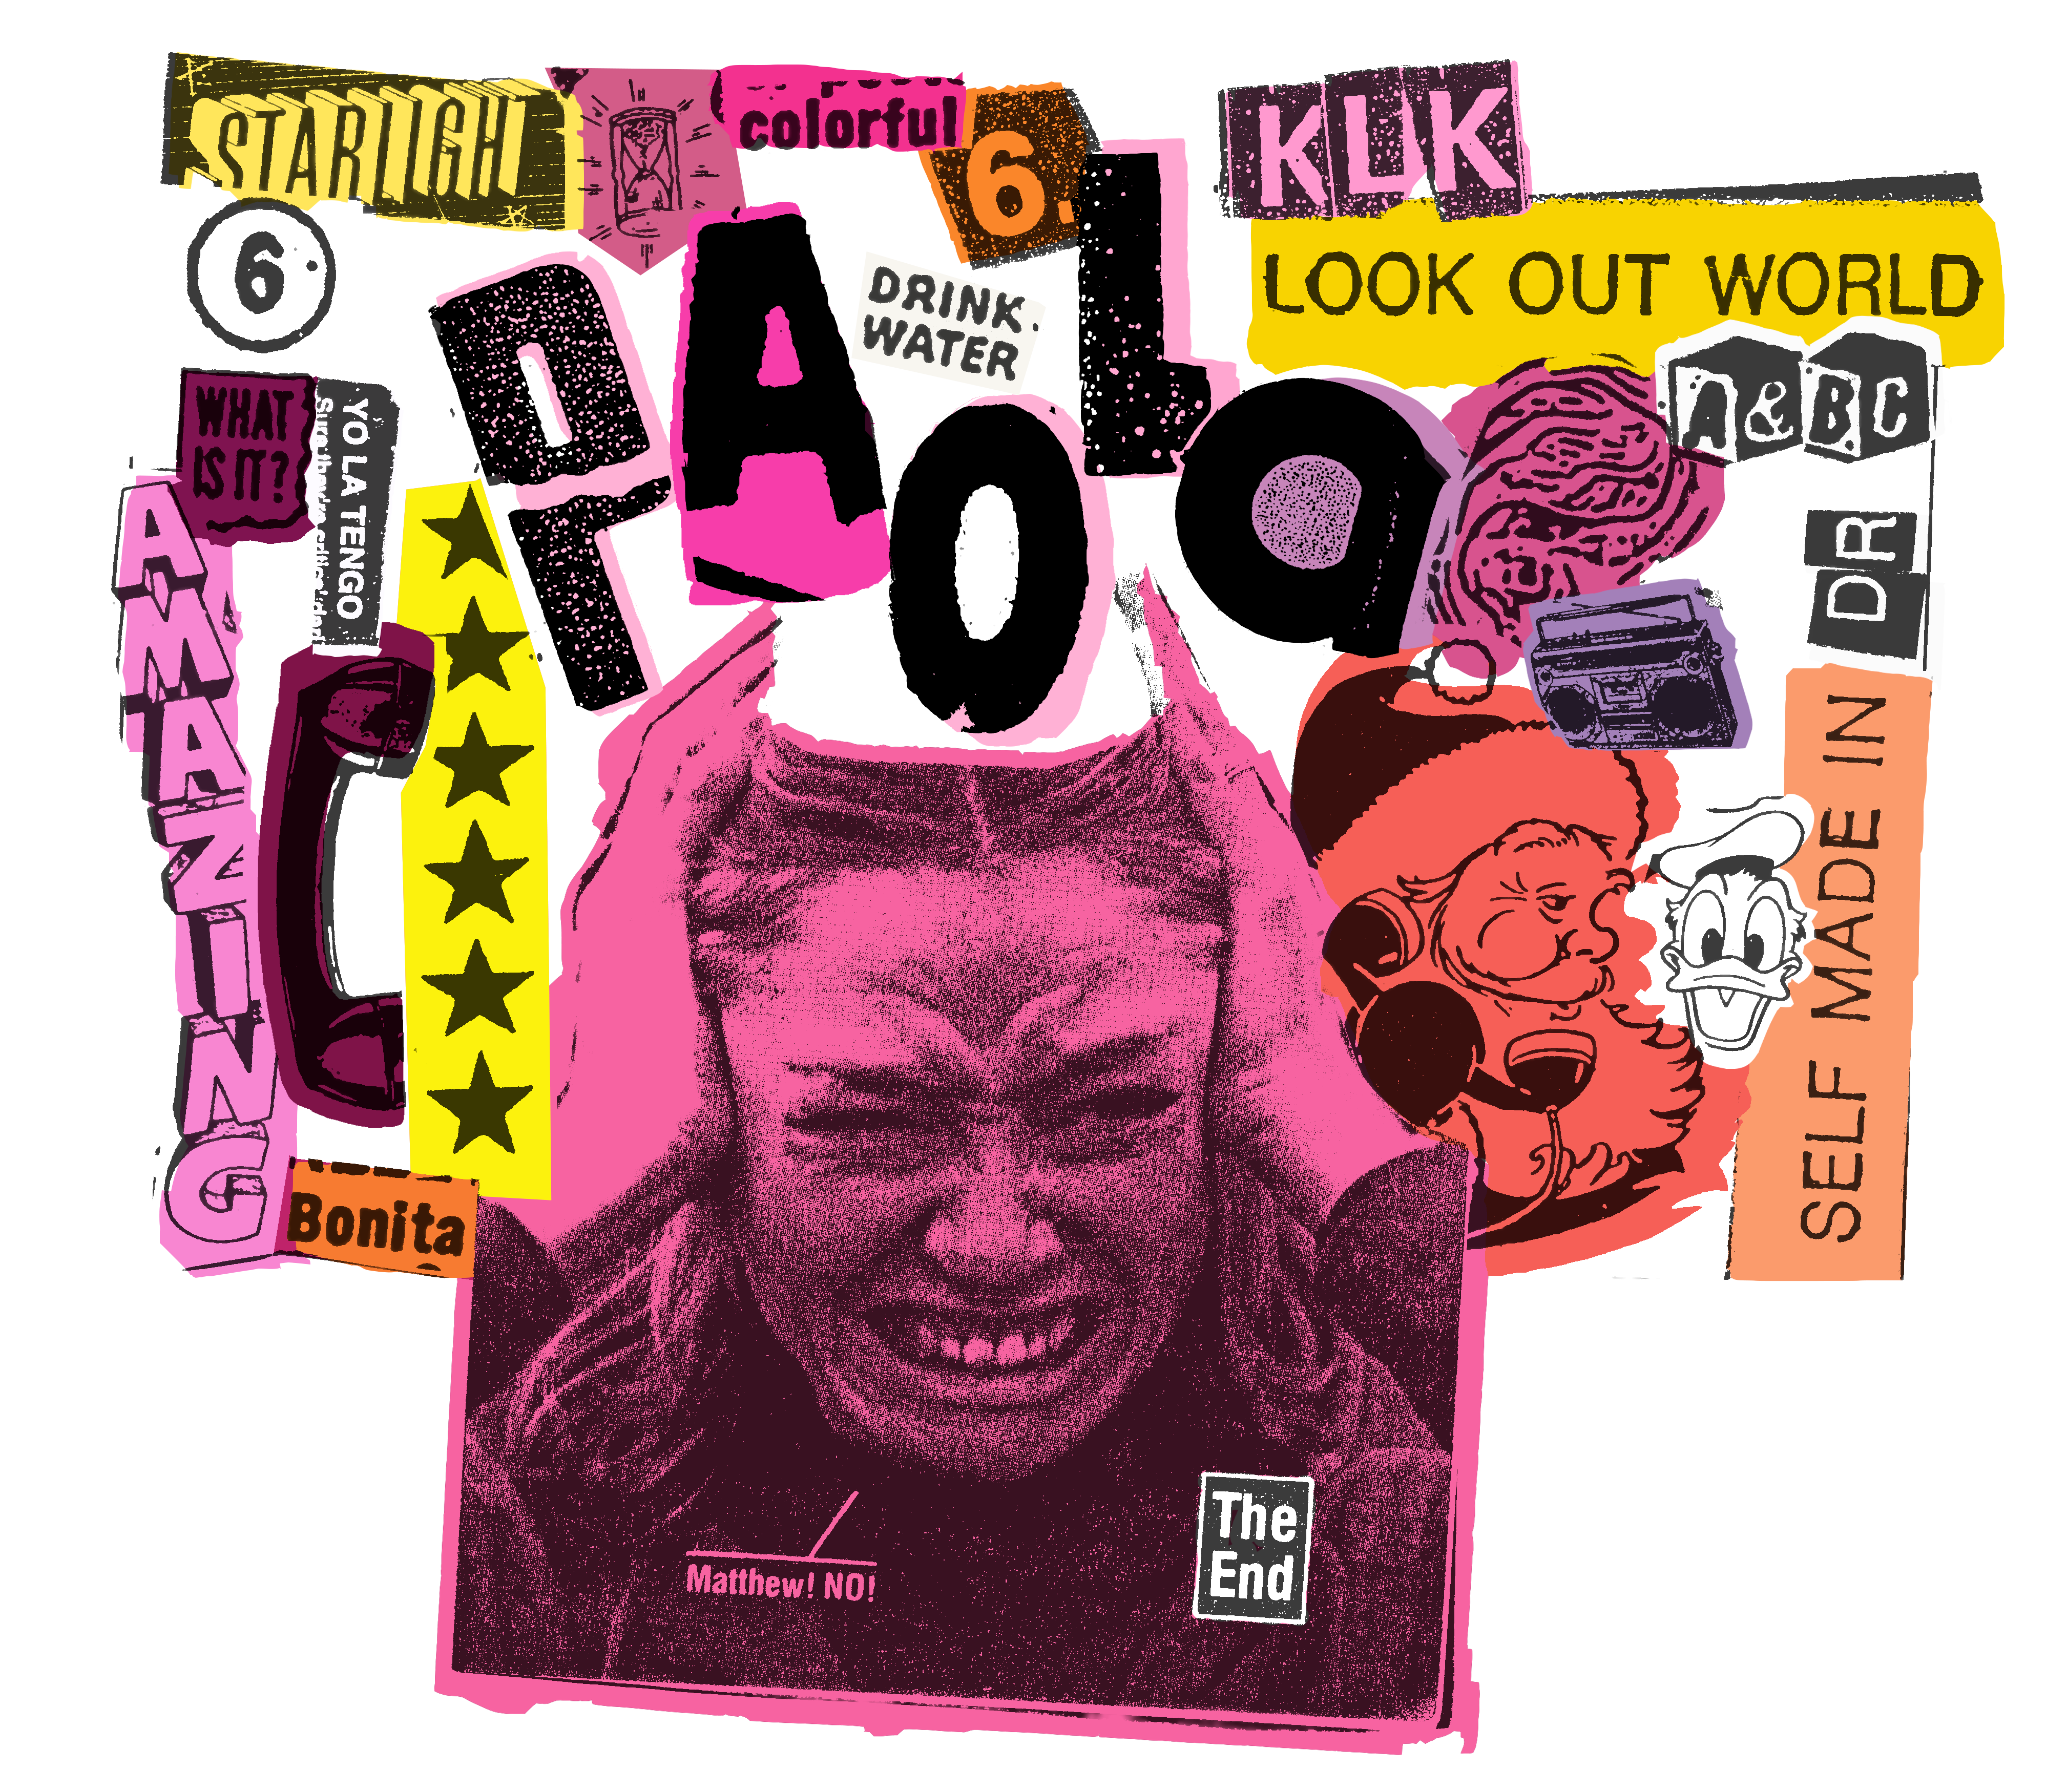 STARLIGH
colorful
6.
KLK
6
PAOLa
DRINK.
WATER
LOOK OUT WORLD
A&BC
WHAT
IS IT?
YO LA TENGO
DR
AMAZING
SELF MADE IN
Bonita
Matthew! NO!
The
End